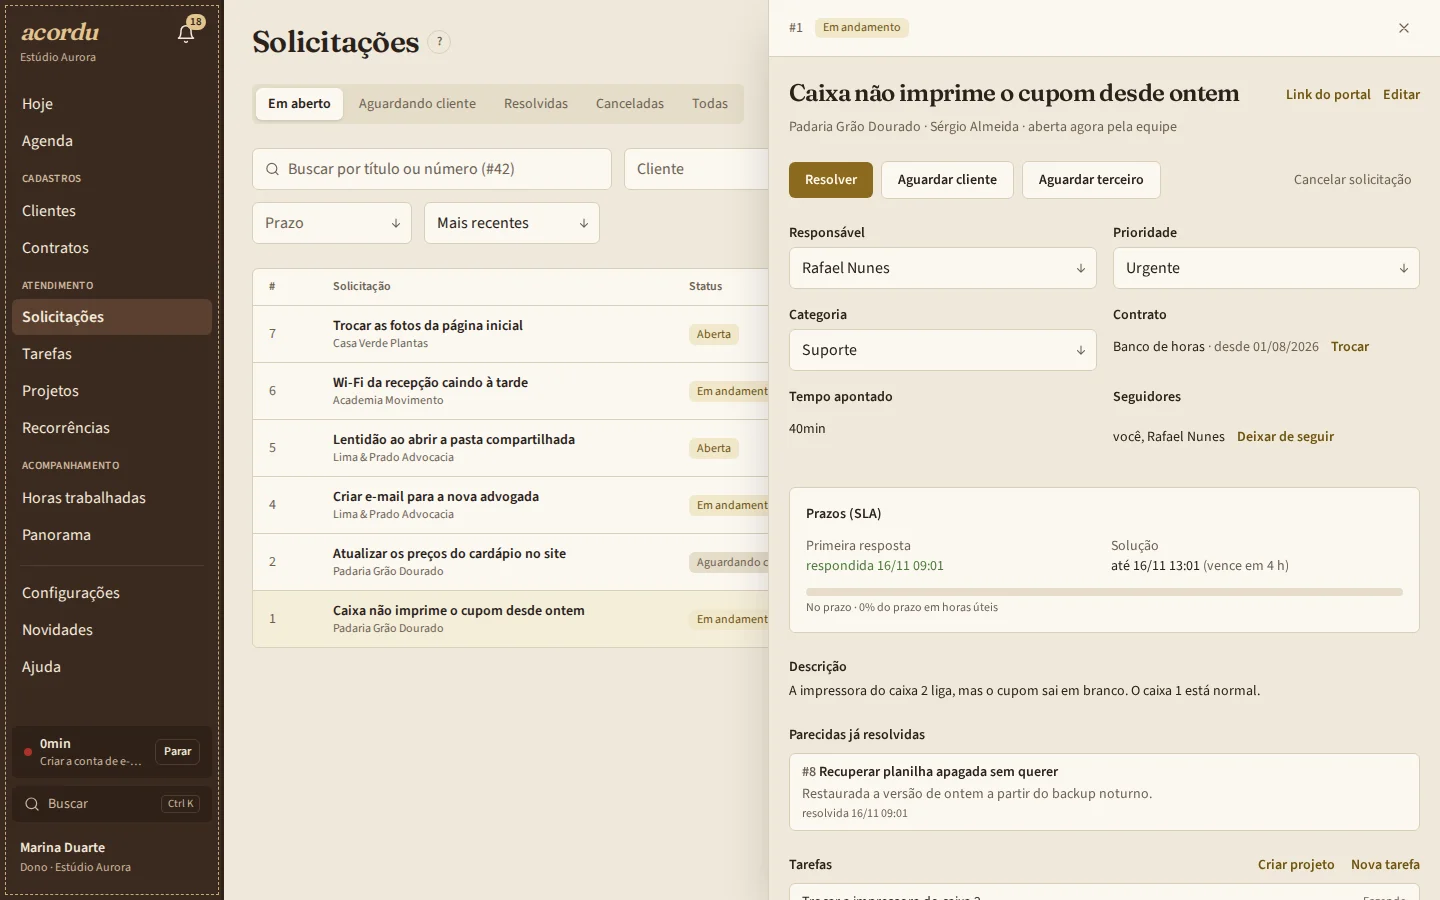 acordu
18
Estúdio Aurora
Hoje
Agenda
CADASTROS
Clientes
Contratos
ATENDIMENTO
Solicitações
Tarefas
Projetos
Recorrências
ACOMPANHAMENTO
Horas trabalhadas
Panorama
Configurações
Novidades
Ajuda
0min
Criar a conta de e-…
Parar
Buscar
Ctrl K
Marina Duarte
Dono · Estúdio Aurora
Solicitações ?
Em aberto Aguardando cliente Resolvidas Canceladas Todas
Buscar por título ou número (#42)
Cliente
Prazo
Mais recentes
# Solicitação Status
7 Trocar as fotos da página inicial Aberta
Casa Verde Plantas
6 Wi-Fi da recepção caindo à tarde Em andament
Academia Movimento
5 Lentidão ao abrir a pasta compartilhada Aberta
Lima & Prado Advocacia
4 Criar e-mail para a nova advogada Em andament
Lima & Prado Advocacia
2 Atualizar os preços do cardápio no site Aguardando c
Padaria Grão Dourado
1 Caixa não imprime o cupom desde ontem Em andament
Padaria Grão Dourado
#1 Em andamento
Caixa não imprime o cupom desde ontem
Link do portal Editar
Padaria Grão Dourado · Sérgio Almeida · aberta agora pela equipe
Resolver Aguardar cliente Aguardar terceiro Cancelar solicitação
Responsável Prioridade
Rafael Nunes Urgente
Categoria Contrato
Suporte Banco de horas · desde 01/08/2026 Trocar
Tempo apontado Seguidores
40min
você, Rafael Nunes Deixar de seguir
Prazos (SLA)
Primeira resposta Solução
respondida 16/11 09:01 até 16/11 13:01 (vence em 4 h)
No prazo · 0% do prazo em horas úteis
Descrição
A impressora do caixa 2 liga, mas o cupom sai em branco. O caixa 1 está normal.
Parecidas já resolvidas
#8 Recuperar planilha apagada sem querer
Restaurada a versão de ontem a partir do backup noturno.
resolvida 16/11 09:01
Tarefas Criar projeto Nova tarefa